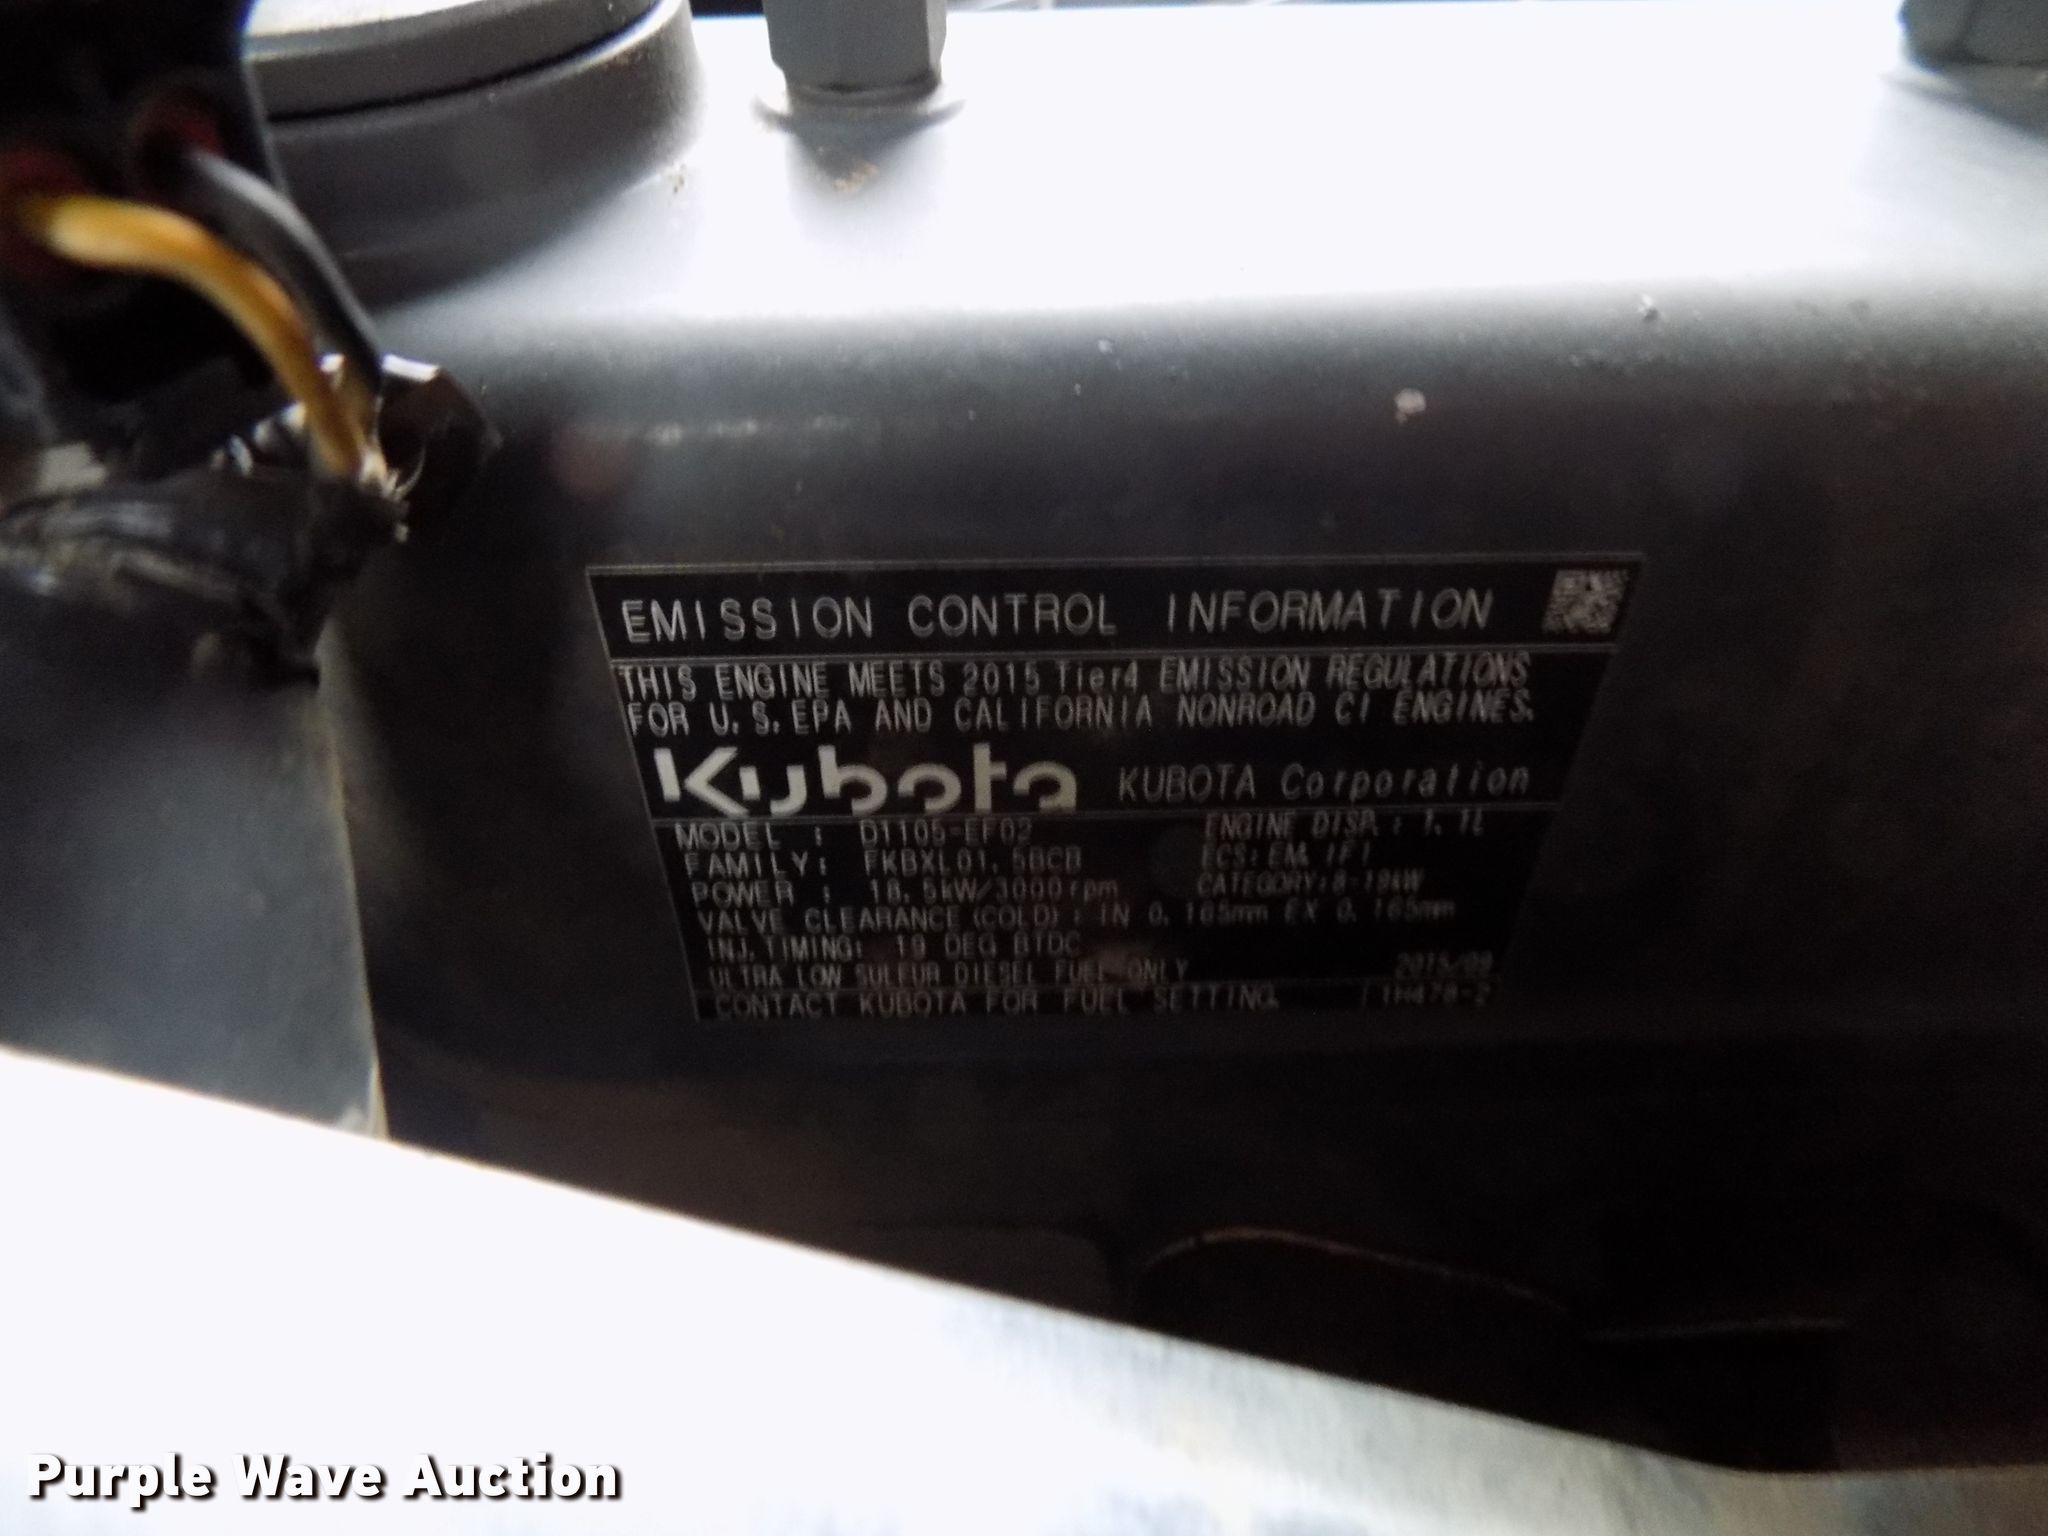 EMISSION CONTROL INFORMATION
THIS ENGINE MEETS 2015 Tier4 EMISSION REGULATIONS
FOR U.S.EPA AND CALIFORNIA NONROAD CI ENGINES.
Kubota KUBOTA Corporation
MODEL : D1105-EF02 ENGINE DISP.: 1.1L
FAMILY: FKBXL01.5BCB ECS: EM, IFI
POWER : 18.5kW/3000rpm CATEGORY:8-19kW
VALVE CLEARANCE (COLD) : IN 0.165mm EX 0.165mm
INJ.TIMING: 19 DEG BTDC
ULTRA LOW SULFUR DIESEL FUEL ONLY 2015/09
CONTACT KUBOTA FOR FUEL SETTING.
Purple Wave Auction